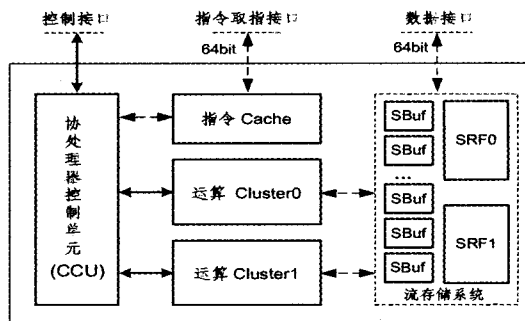 控制接口
指令取指接口
数据接口
64bit
64bit
协处理器控制单元
(CCU)
指令 Cache
运算 Cluster0
运算 Cluster1
SBuf
SBuf
...
SBuf
SBuf
SBuf
SRF0
SRF1
流存储系统